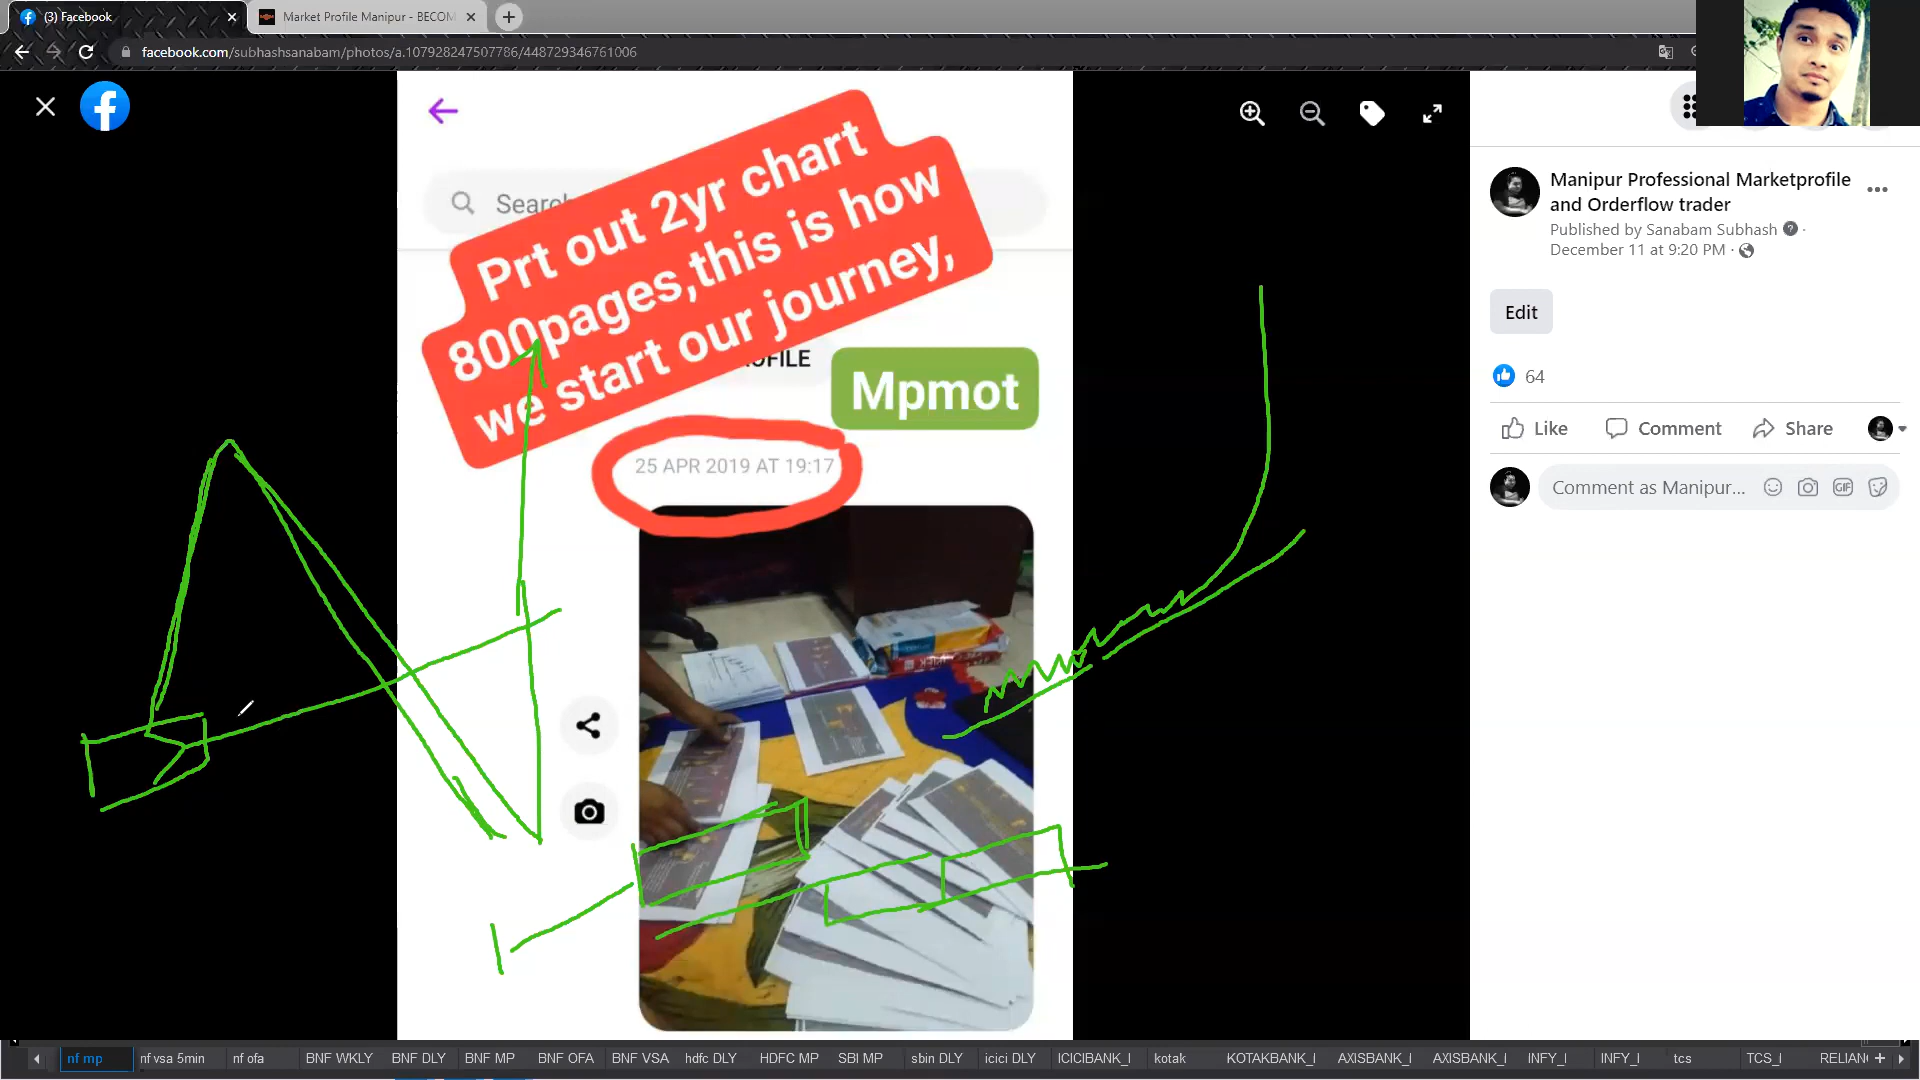 (3) Facebook
Market Profile Manipur - BECOM
facebook.com/subhashsanabam/photos/a.107928247507786/448729346761006
Search
Prt out 2yr chart
800pages,this is how
we start our journey,
OFILE
Mpmot
25 APR 2019 AT 19:17
Manipur Professional Marketprofile
and Orderflow trader
Published by Sanabam Subhash
December 11 at 9:20 PM
Edit
64
Like
Comment
Share
Comment as Manipur...
GIF
nf mp
nf vsa 5min
nf ofa
BNF WKLY
BNF DLY
BNF MP
BNF OFA
BNF VSA
hdfc DLY
HDFC MP
SBI MP
sbin DLY
icici DLY
ICICIBANK_I
kotak
KOTAKBANK_I
AXISBANK_I
AXISBANK_I
INFY_I
INFY_I
tcs
TCS_I
RELIAN